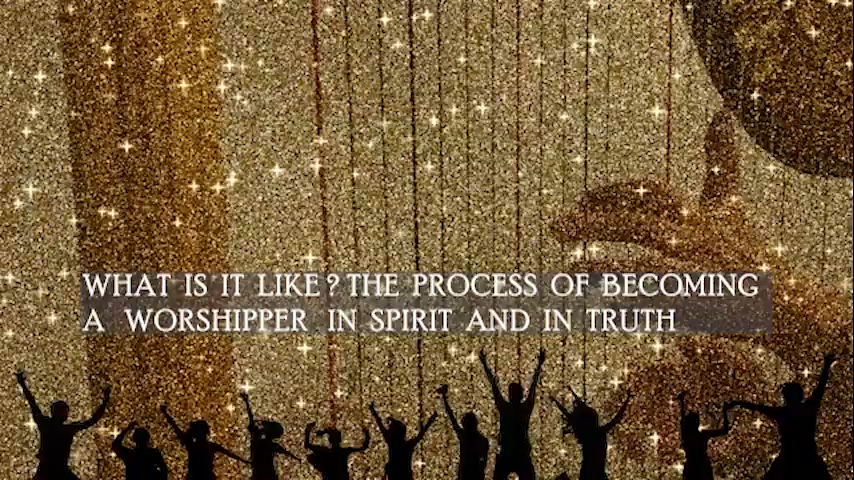 WHAT IS IT LIKE? THE PROCESS OF BECOMING
A WORSHIPPER IN SPIRIT AND IN TRUTH